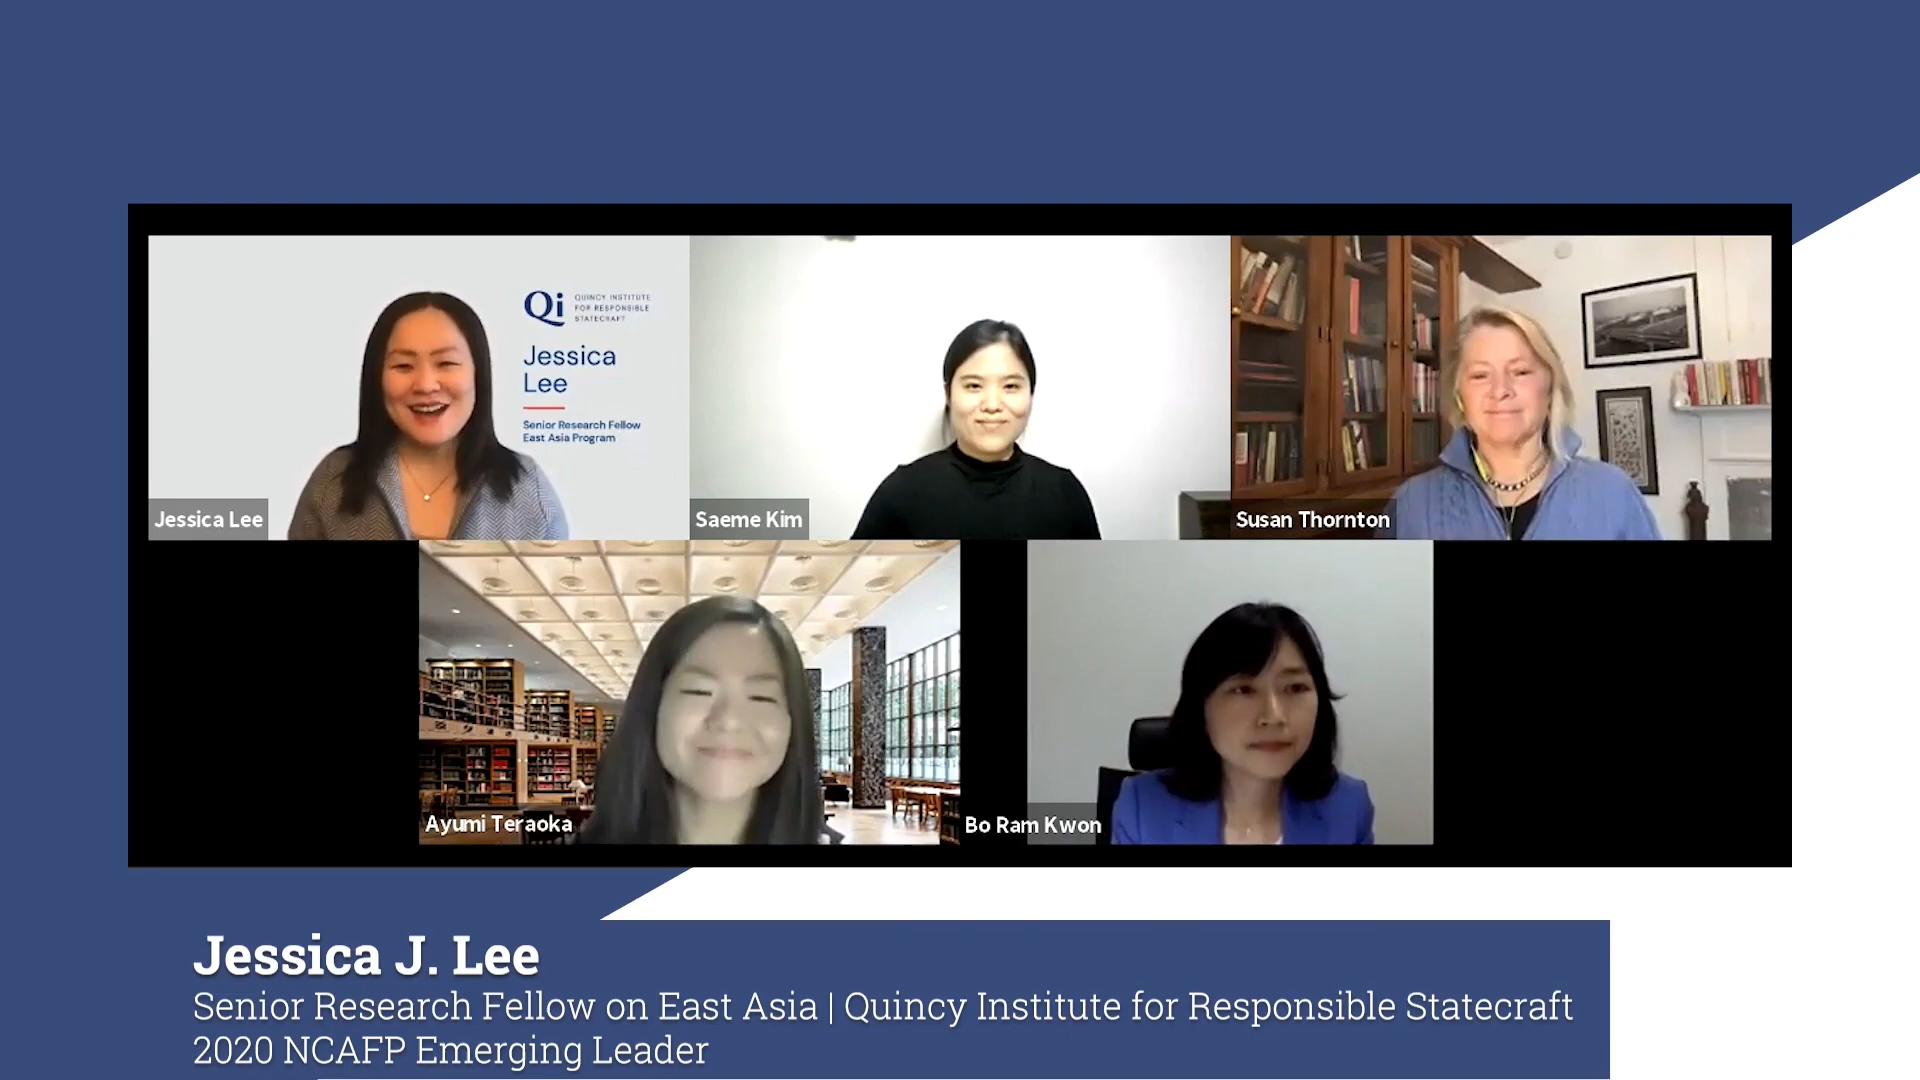 Qi
QUINCY INSTITUTE
FOR RESPONSIBLE
STATECRAFT
Jessica
Lee
Senior Research Fellow
East Asia Program
Jessica Lee
Saeme Kim
Susan Thornton
Ayumi Teraoka
Bo Ram Kwon
Jessica J. Lee
Senior Research Fellow on East Asia | Quincy Institute for Responsible Statecraft
2020 NCAFP Emerging Leader